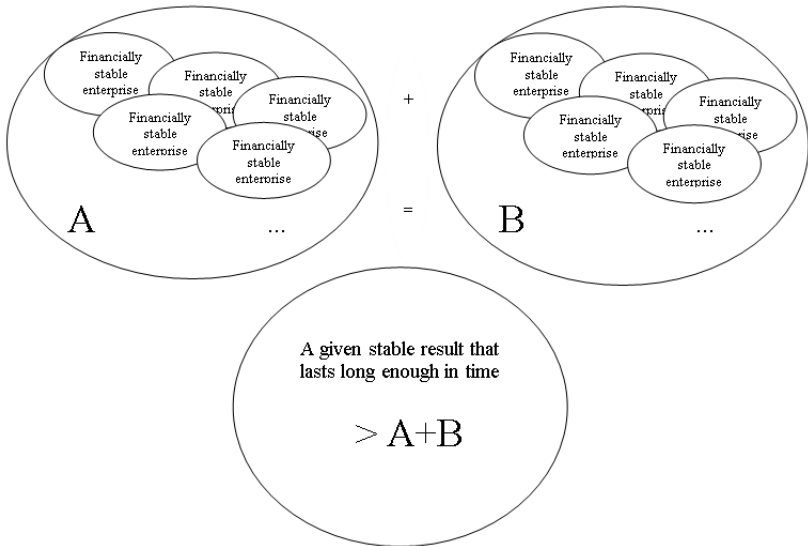 Financially
stable
enterprise
Financially
stable
Financially
stable
enterprise
Financially
stable
Financially
stable
enterprise
A
...
+
=
Financially
stable
enterprise
Financially
stable
Financially
stable
enterprise
Financially
stable
Financially
stable
enterprise
B
...
A given stable result that
lasts long enough in time
> A+B